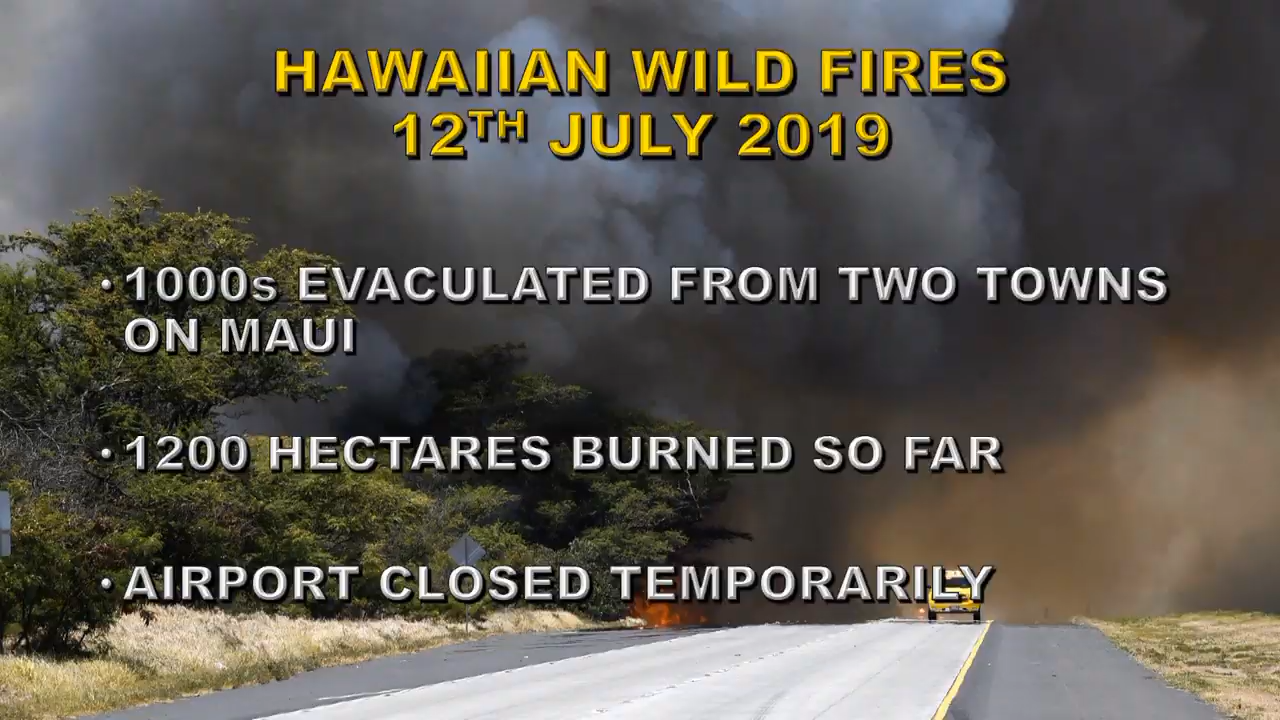 HAWAIIAN WILD FIRES
12TH JULY 2019
• 1000s EVACULATED FROM TWO TOWNS
ON MAUI
• 1200 HECTARES BURNED SO FAR
• AIRPORT CLOSED TEMPORARILY